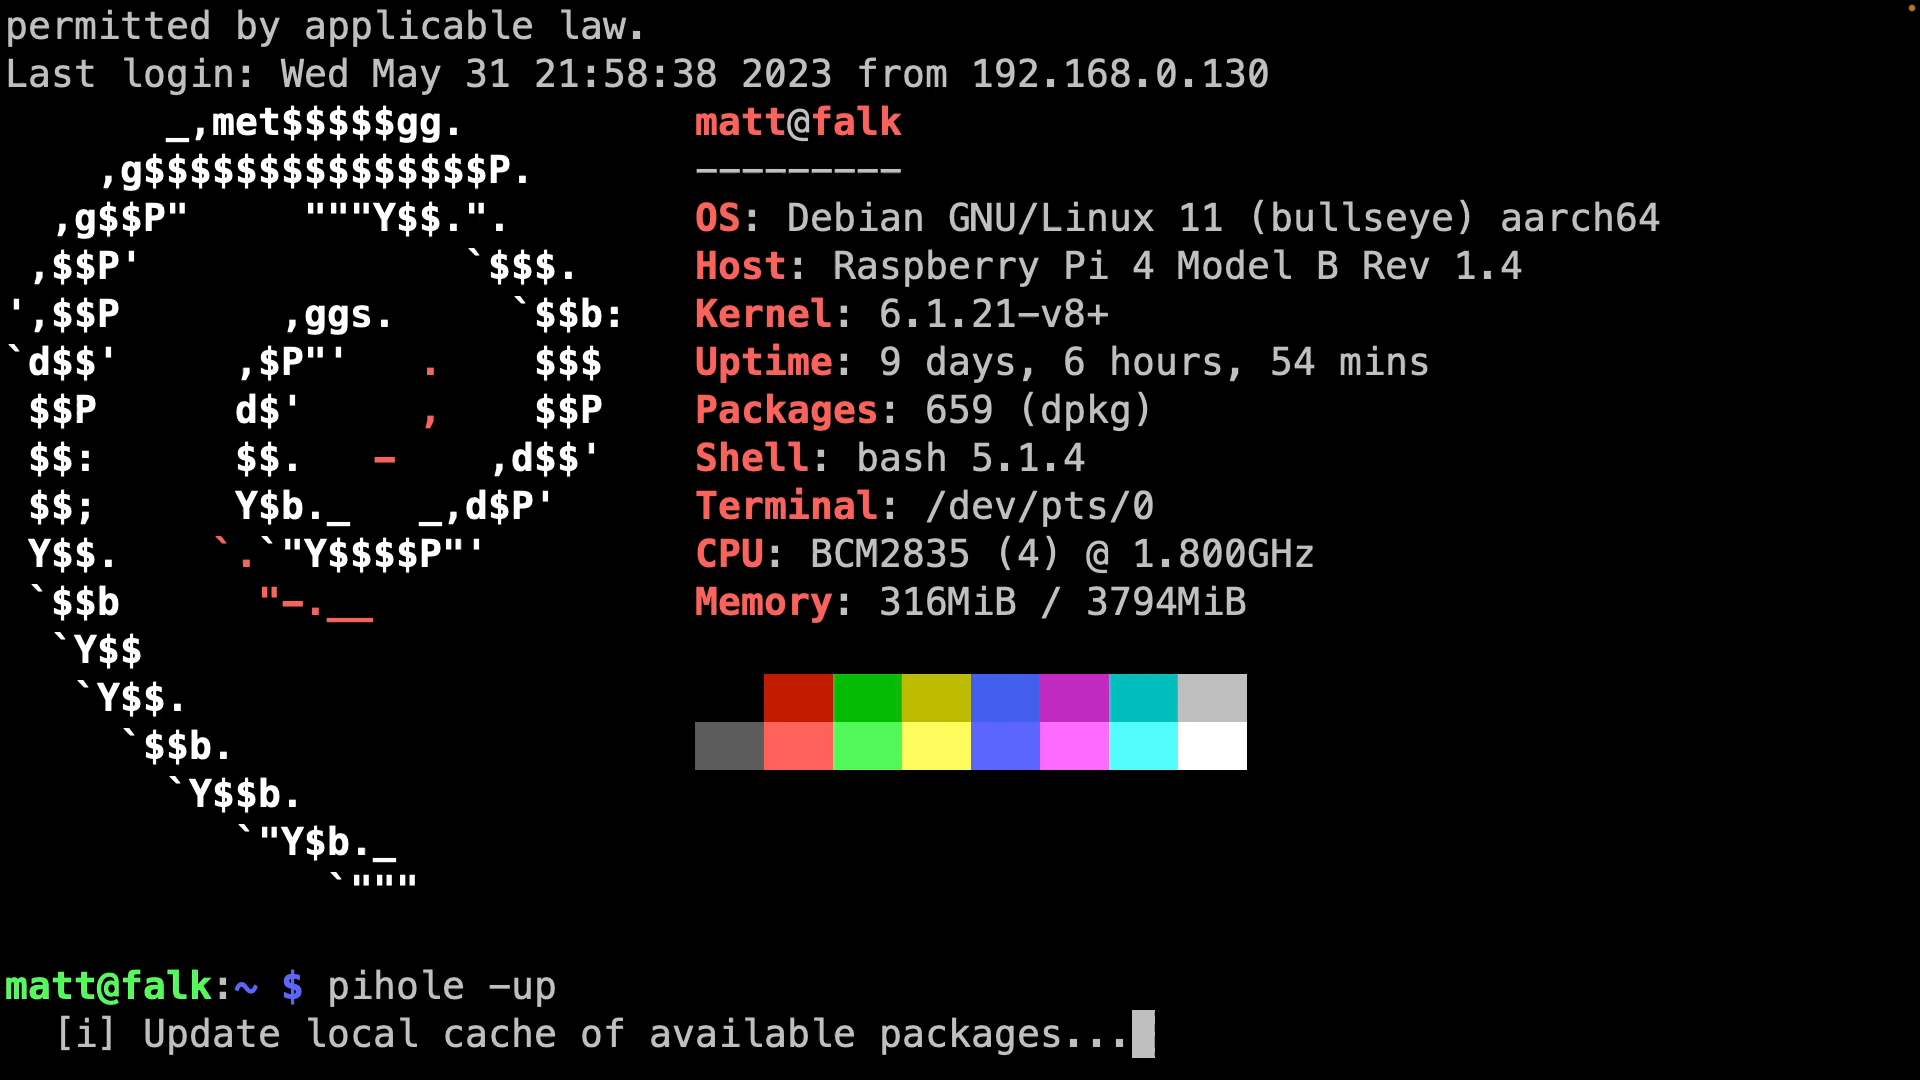 permitted by applicable law.
Last login: Wed May 31 21:58:38 2023 from 192.168.0.130
       _,met$$$$$gg.          matt@falk
    ,g$$$$$$$$$$$$$$$P.       ---------
  ,g$$P"     """Y$$.".        OS: Debian GNU/Linux 11 (bullseye) aarch64
 ,$$P'              `$$$.     Host: Raspberry Pi 4 Model B Rev 1.4
',$$P       ,ggs.     `$$b:   Kernel: 6.1.21-v8+
`d$$'     ,$P"'   .    $$$    Uptime: 9 days, 6 hours, 54 mins
 $$P      d$'     ,    $$P    Packages: 659 (dpkg)
 $$:      $$.   -    ,d$$'    Shell: bash 5.1.4
 $$;      Y$b._   _,d$P'      Terminal: /dev/pts/0
 Y$$.    `.`"Y$$$$P"'         CPU: BCM2835 (4) @ 1.800GHz
 `$$b      "-.__              Memory: 316MiB / 3794MiB
  `Y$$
   `Y$$.
     `$$b.
       `Y$$b.
          `"Y$b._
              `"""
matt@falk:~ $ pihole -up
  [i] Update local cache of available packages...